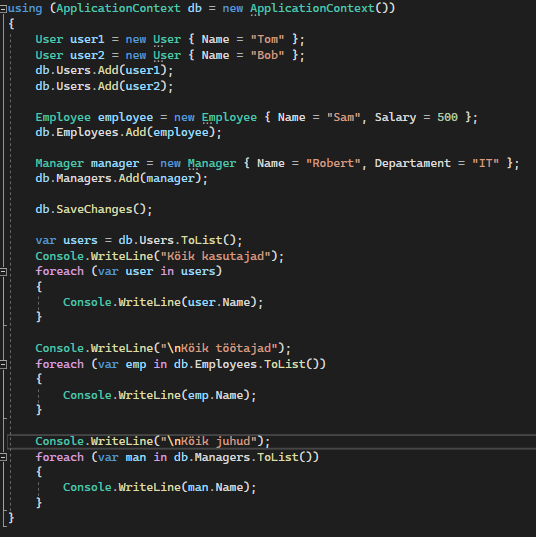 using (ApplicationContext db = new ApplicationContext())
{
User user1 = new User { Name = "Tom" };
User user2 = new User { Name = "Bob" };
db.Users.Add(user1);
db.Users.Add(user2);
Employee employee = new Employee { Name = "Sam", Salary = 500 };
db.Employees.Add(employee);
Manager manager = new Manager { Name = "Robert", Departament = "IT" };
db.Managers.Add(manager);
db.SaveChanges();
var users = db.Users.ToList();
Console.WriteLine("Köik kasutajad");
foreach (var user in users)
{
Console.WriteLine(user.Name);
}
Console.WriteLine("\nKöik töötajad");
foreach (var emp in db.Employees.ToList())
{
Console.WriteLine(emp.Name);
}
Console.WriteLine("\nKöik juhud");
foreach (var man in db.Managers.ToList())
{
Console.WriteLine(man.Name);
}
}